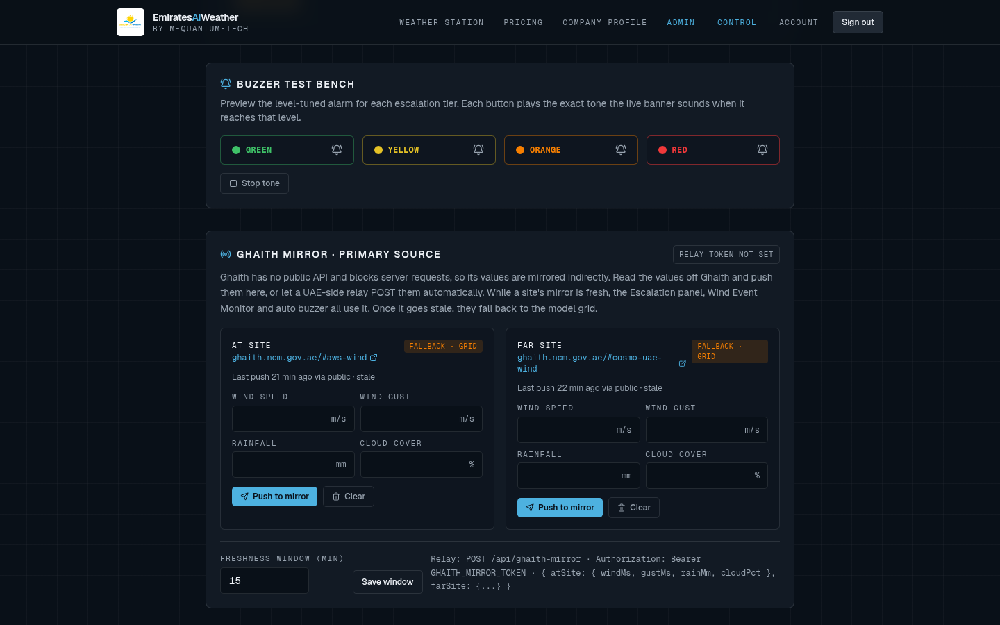 EmiratesAIWeather
BY M-QUANTUM-TECH
WEATHER STATION
PRICING
COMPANY PROFILE
ADMIN
CONTROL
ACCOUNT
Sign out
BUZZER TEST BENCH
Preview the level-tuned alarm for each escalation tier. Each button plays the exact tone the live banner sounds when it
reaches that level.
GREEN
YELLOW
ORANGE
RED
Stop tone
GHAITH MIRROR · PRIMARY SOURCE
RELAY TOKEN NOT SET
Ghaith has no public API and blocks server requests, so its values are mirrored indirectly. Read the values off Ghaith and push
them here, or let a UAE-side relay POST them automatically. While a site's mirror is fresh, the Escalation panel, Wind Event
Monitor and auto buzzer all use it. Once it goes stale, they fall back to the model grid.
AT SITE
FALLBACK · GRID
ghaith.ncm.gov.ae/#aws-wind
Last push 21 min ago via public · stale
WIND SPEED
WIND GUST
m/s
m/s
RAINFALL
CLOUD COVER
mm
%
Push to mirror
Clear
FAR SITE
FALLBACK ·
GRID
ghaith.ncm.gov.ae/#cosmo-uae-
wind
Last push 22 min ago via public · stale
WIND SPEED
WIND GUST
m/s
m/s
RAINFALL
CLOUD COVER
mm
%
Push to mirror
Clear
FRESHNESS WINDOW (MIN)
15
Save window
Relay: POST /api/ghaith-mirror · Authorization: Bearer
GHAITH_MIRROR_TOKEN · { atSite: { windMs, gustMs, rainMm, cloudPct },
farSite: {...} }